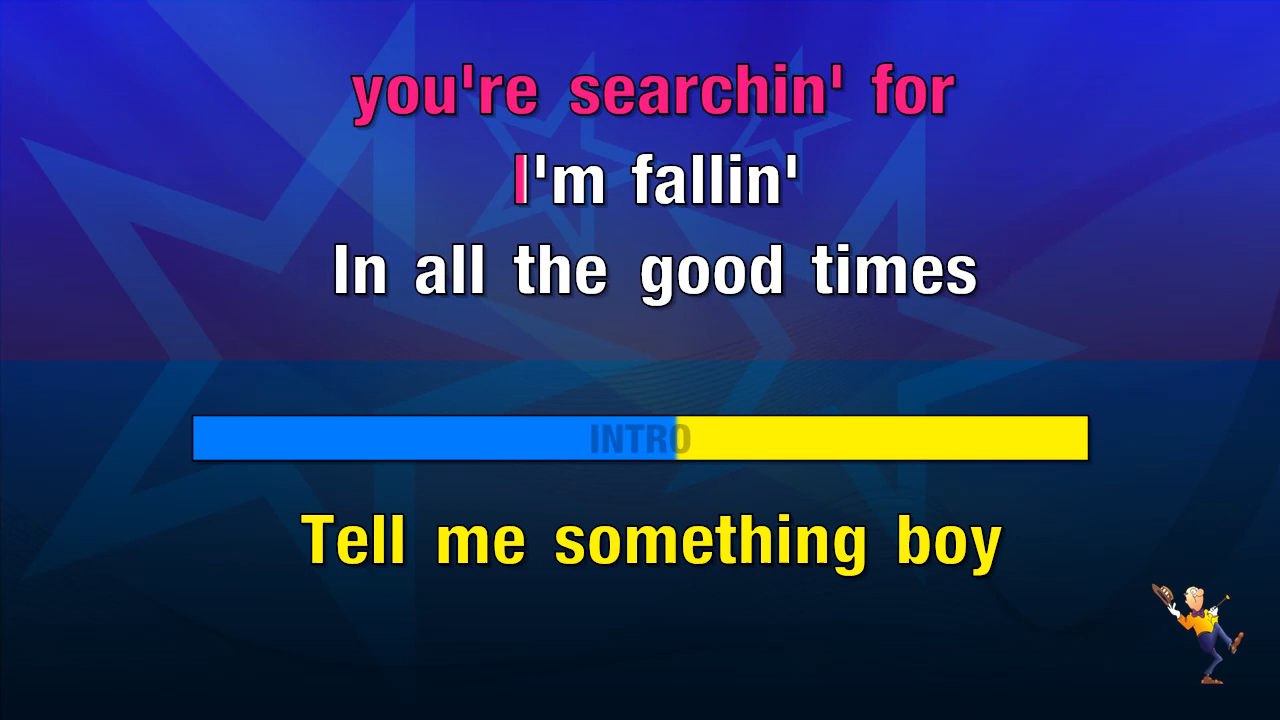 you're searchin' for
I'm fallin'
In all the good times
INTRO
Tell me something boy